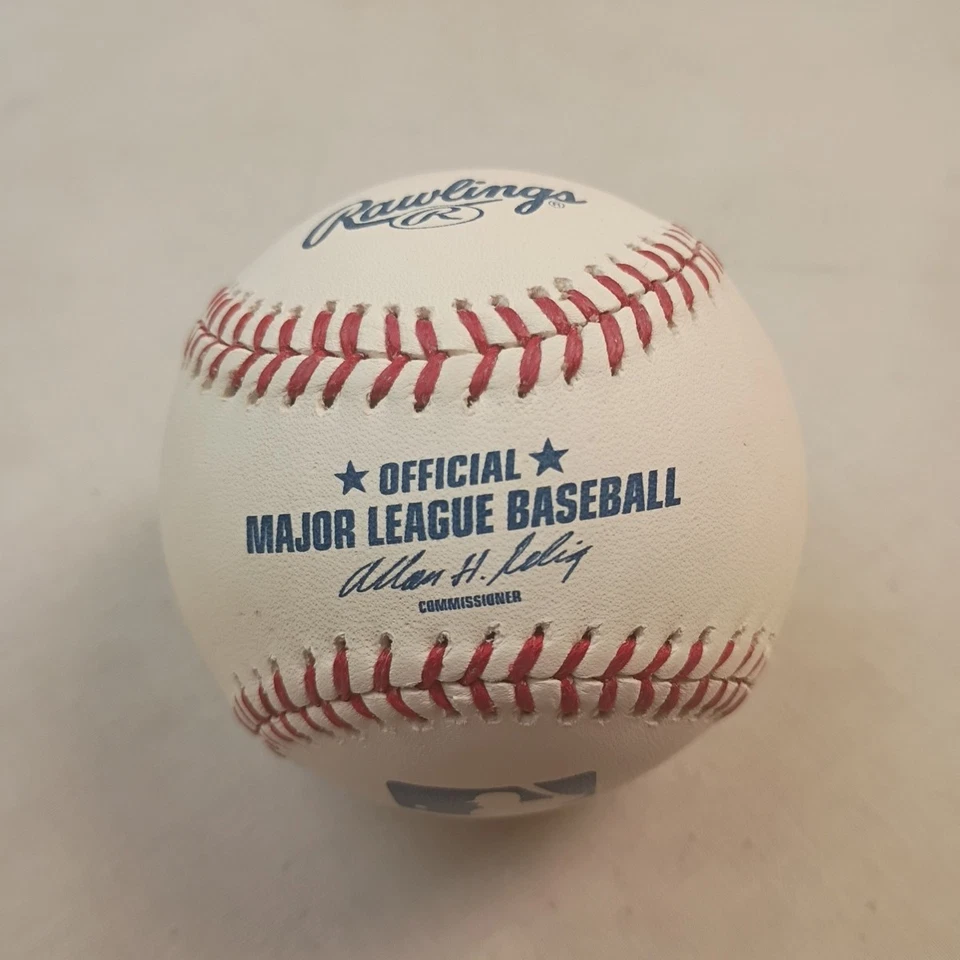 Rawlings ®
R
★ OFFICIAL ★
MAJOR LEAGUE BASEBALL
Allan H. Selig
COMMISSIONER